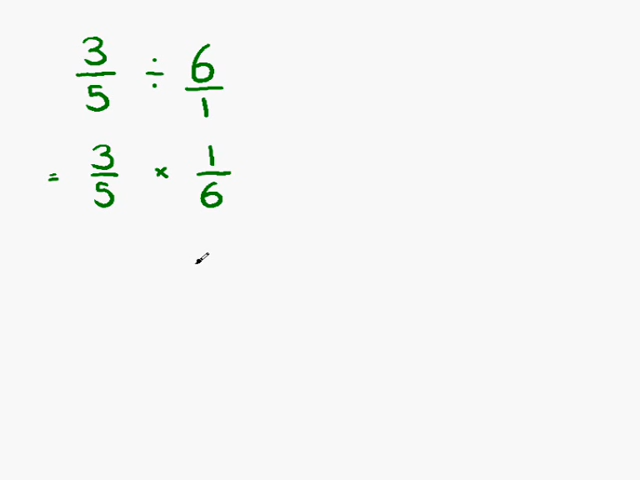 3/5 ÷ 6/1
= 3/5 × 1/6